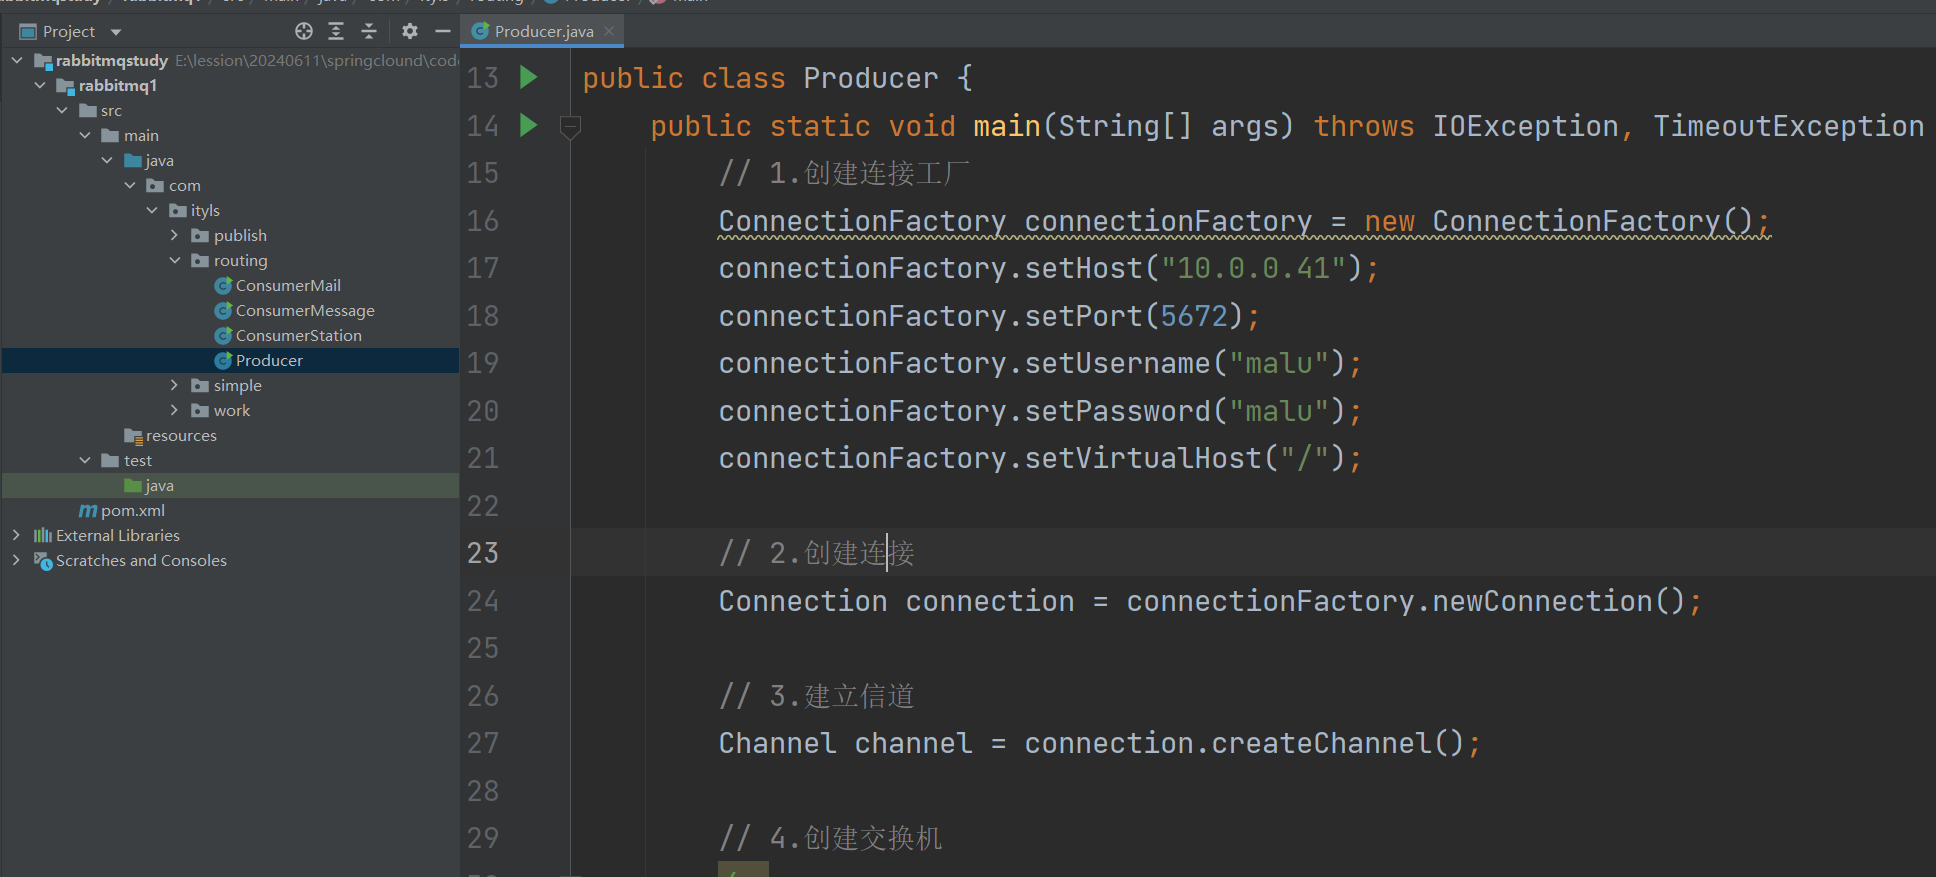 Project
rabbitmqstudy E:\lession\20240611\springclound\code
rabbitmq1
src
main
java
com
ityls
publish
routing
ConsumerMail
ConsumerMessage
ConsumerStation
Producer
simple
work
resources
test
java
pom.xml
External Libraries
Scratches and Consoles
Producer.java
13 public class Producer {
14 public static void main(String[] args) throws IOException, TimeoutException
15 // 1.创建连接工厂
16 ConnectionFactory connectionFactory = new ConnectionFactory();
17 connectionFactory.setHost("10.0.0.41");
18 connectionFactory.setPort(5672);
19 connectionFactory.setUsername("malu");
20 connectionFactory.setPassword("malu");
21 connectionFactory.setVirtualHost("/");
22
23 // 2.创建连接
24 Connection connection = connectionFactory.newConnection();
25
26 // 3.建立信道
27 Channel channel = connection.createChannel();
28
29 // 4.创建交换机